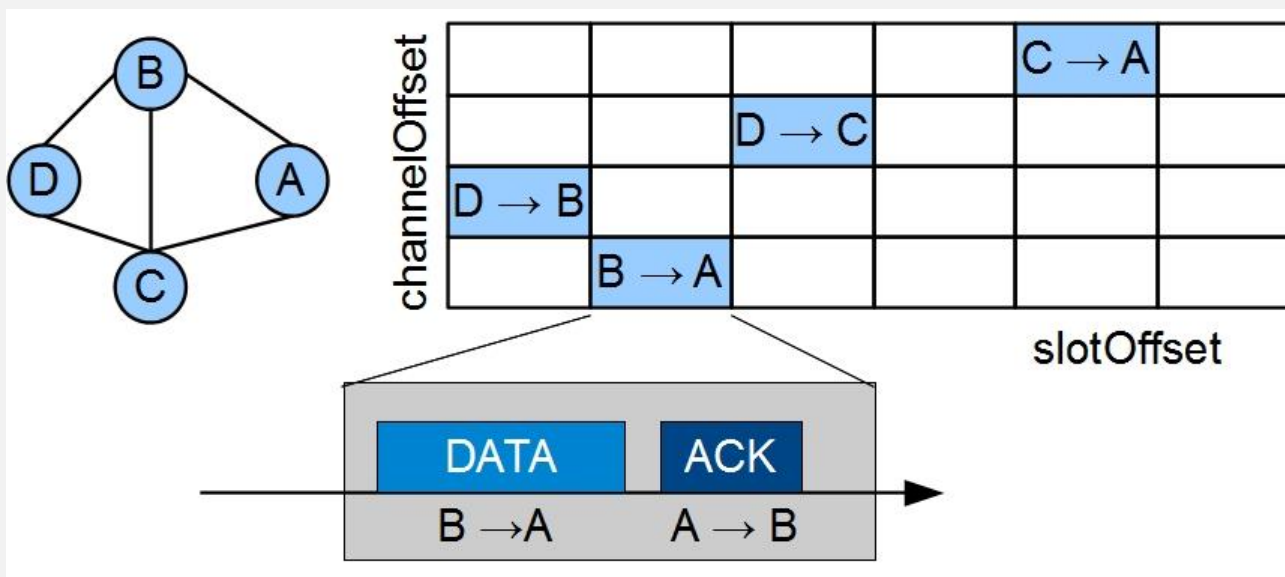 B
D
A
C
channelOffset
C → A
D → C
D → B
B → A
slotOffset
DATA
ACK
B →A
A → B